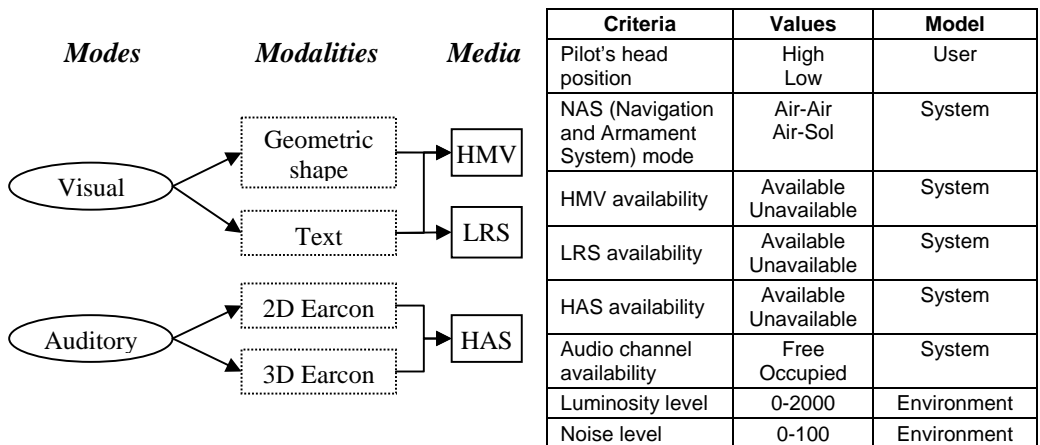 Modes Modalities Media
Geometric
shape
HMV
Visual
Text
LRS
2D Earcon
Auditory
HAS
3D Earcon
Criteria Values Model
Pilot's head High User
position Low
NAS (Navigation Air-Air System
and Armament Air-Sol
System) mode
HMV availability Available System
Unavailable
LRS availability Available System
Unavailable
HAS availability Available System
Unavailable
Audio channel Free System
availability Occupied
Luminosity level 0-2000 Environment
Noise level 0-100 Environment